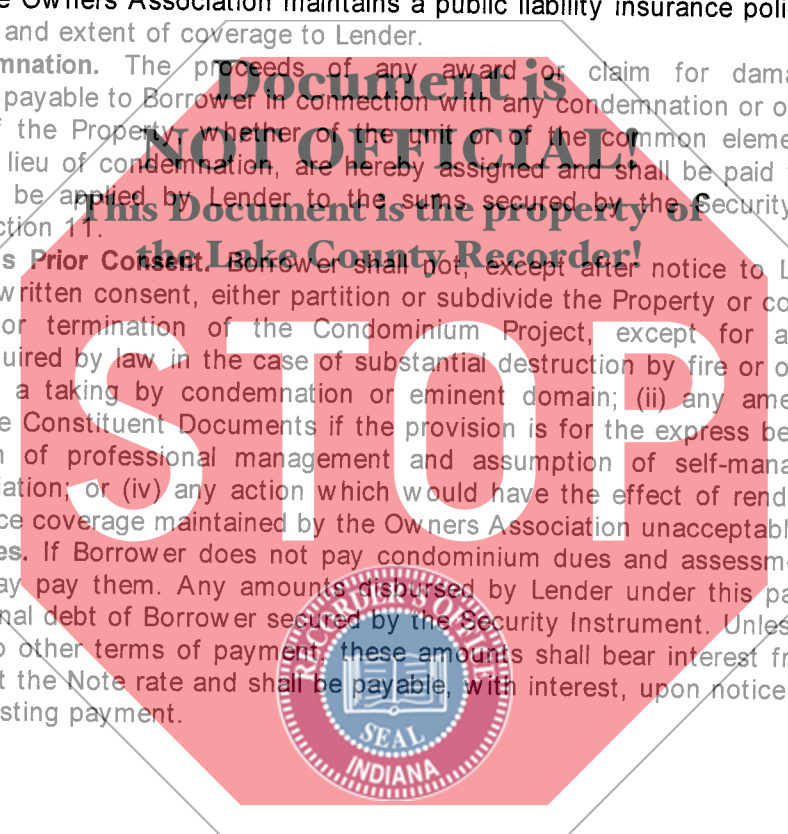 e Owners Association maintains a public liability insurance poli
and extent of coverage to Lender.
mnation. The proceeds of any award or claim for dama
payable to Borrower in connection with any condemnation or o
f the Property, whether of the unit or of the common eleme
lieu of condemnation, are hereby assigned and shall be paid
be applied by Lender to the sums secured by the Security
ction 11.
s Prior Consent. Borrower shall not, except after notice to L
written consent, either partition or subdivide the Property or co
or termination of the Condominium Project, except for a
uired by law in the case of substantial destruction by fire or o
a taking by condemnation or eminent domain; (ii) any ame
e Constituent Documents if the provision is for the express be
n of professional management and assumption of self-mana
iation; or (iv) any action which would have the effect of rend
ce coverage maintained by the Owners Association unacceptabl
es. If Borrower does not pay condominium dues and assessm
ay pay them. Any amounts disbursed by Lender under this pa
nal debt of Borrower secured by the Security Instrument. Unles
o other terms of payment, these amounts shall bear interest fr
t the Note rate and shall be payable, with interest, upon notice
sting payment.
Document is
NOT OFFICIAL!
This Document is the property of
the Lake County Recorder!
STOP
RECORDER'S OFFICE
SEAL
INDIANA